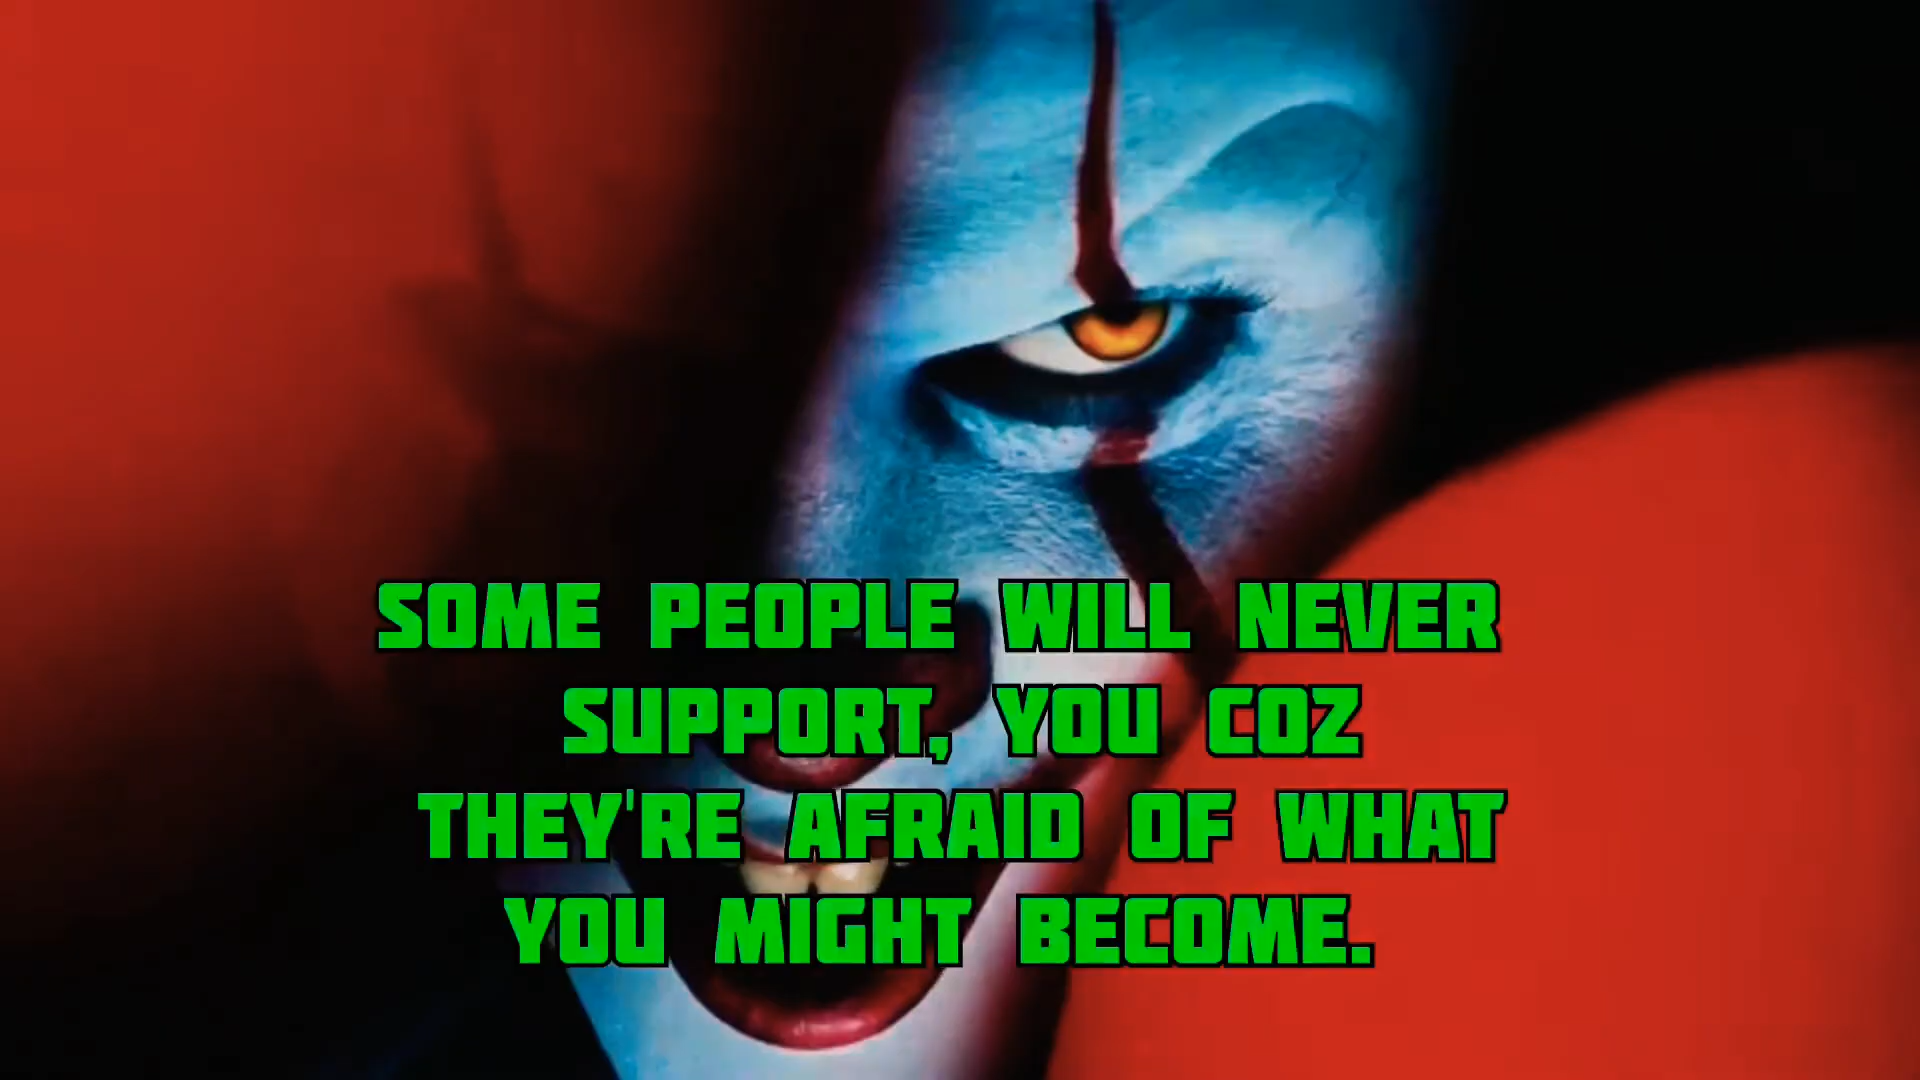 SOME PEOPLE WILL NEVER
SUPPORT, YOU COZ
THEY'RE AFRAID OF WHAT
YOU MIGHT BECOME.